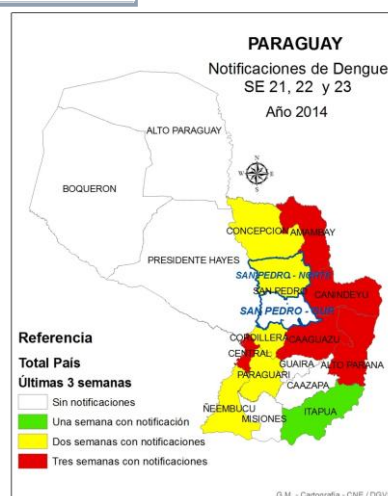 PARAGUAY
Notificaciones de Dengue
SE 21, 22 y 23
Año 2014
ALTO PARAGUAY
BOQUERON
CONCEPCION
AMAMBAY
PRESIDENTE HAYES
SAN PEDRO - NORTE
SAN PEDRO
CANINDEYU
SAN PEDRO - SUR
CORDILLERA
CAAGUAZU
CENTRAL
GUAIRA
ALTO PARANA
PARAGUARI
CAAZAPA
ÑEEMBUCU
MISIONES
ITAPUA
Referencia
Total País
Últimas 3 semanas
Sin notificaciones
Una semana con notificación
Dos semanas con notificaciones
Tres semanas con notificaciones
G.M. - Cartografía - CNE / DGV